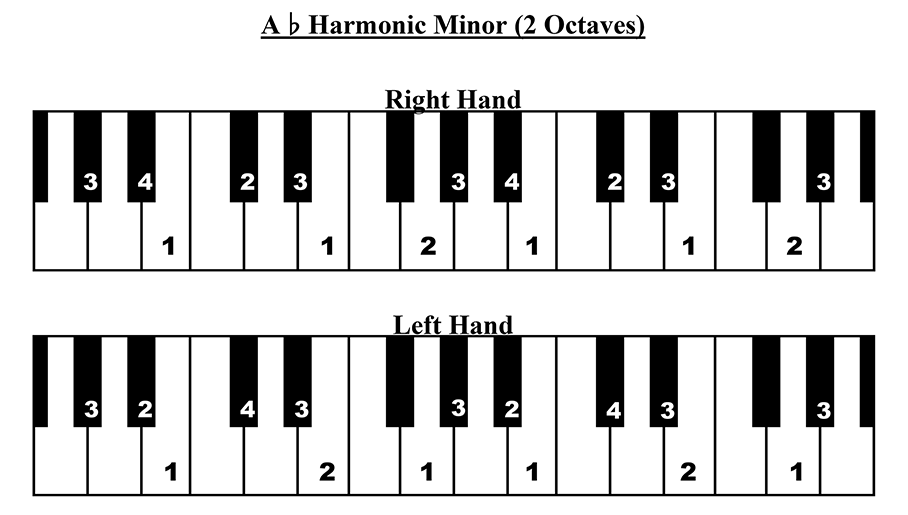 A♭ Harmonic Minor (2 Octaves)
Right Hand
3 4 2 3 3 4 2 3 3
1 1 2 1 1 2
Left Hand
3 2 4 3 3 2 4 3 3
1 2 1 1 2 1